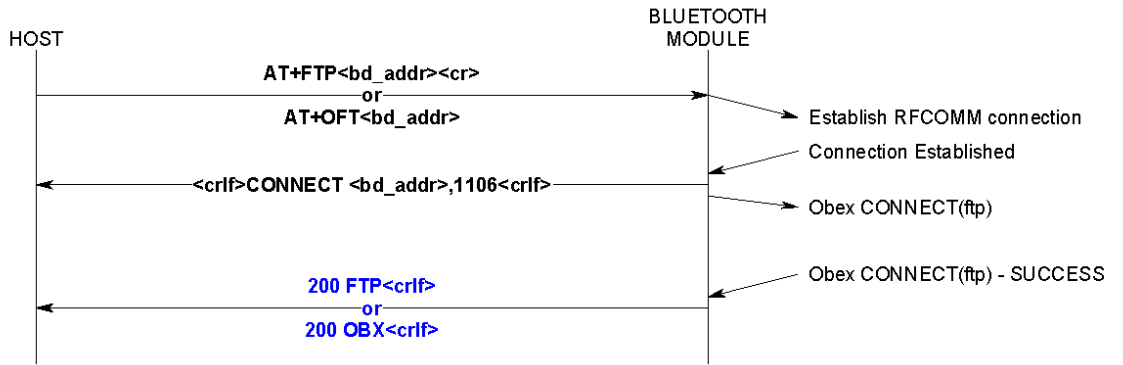 BLUETOOTH
HOST
MODULE
AT+FTP<bd_addr><cr>
or
AT+OFT<bd_addr>
Establish RFCOMM connection
Connection Established
<crlf>CONNECT <bd_addr>,1106<crlf>
Obex CONNECT(ftp)
Obex CONNECT(ftp) - SUCCESS
200 FTP<crlf>
or
200 OBX<crlf>